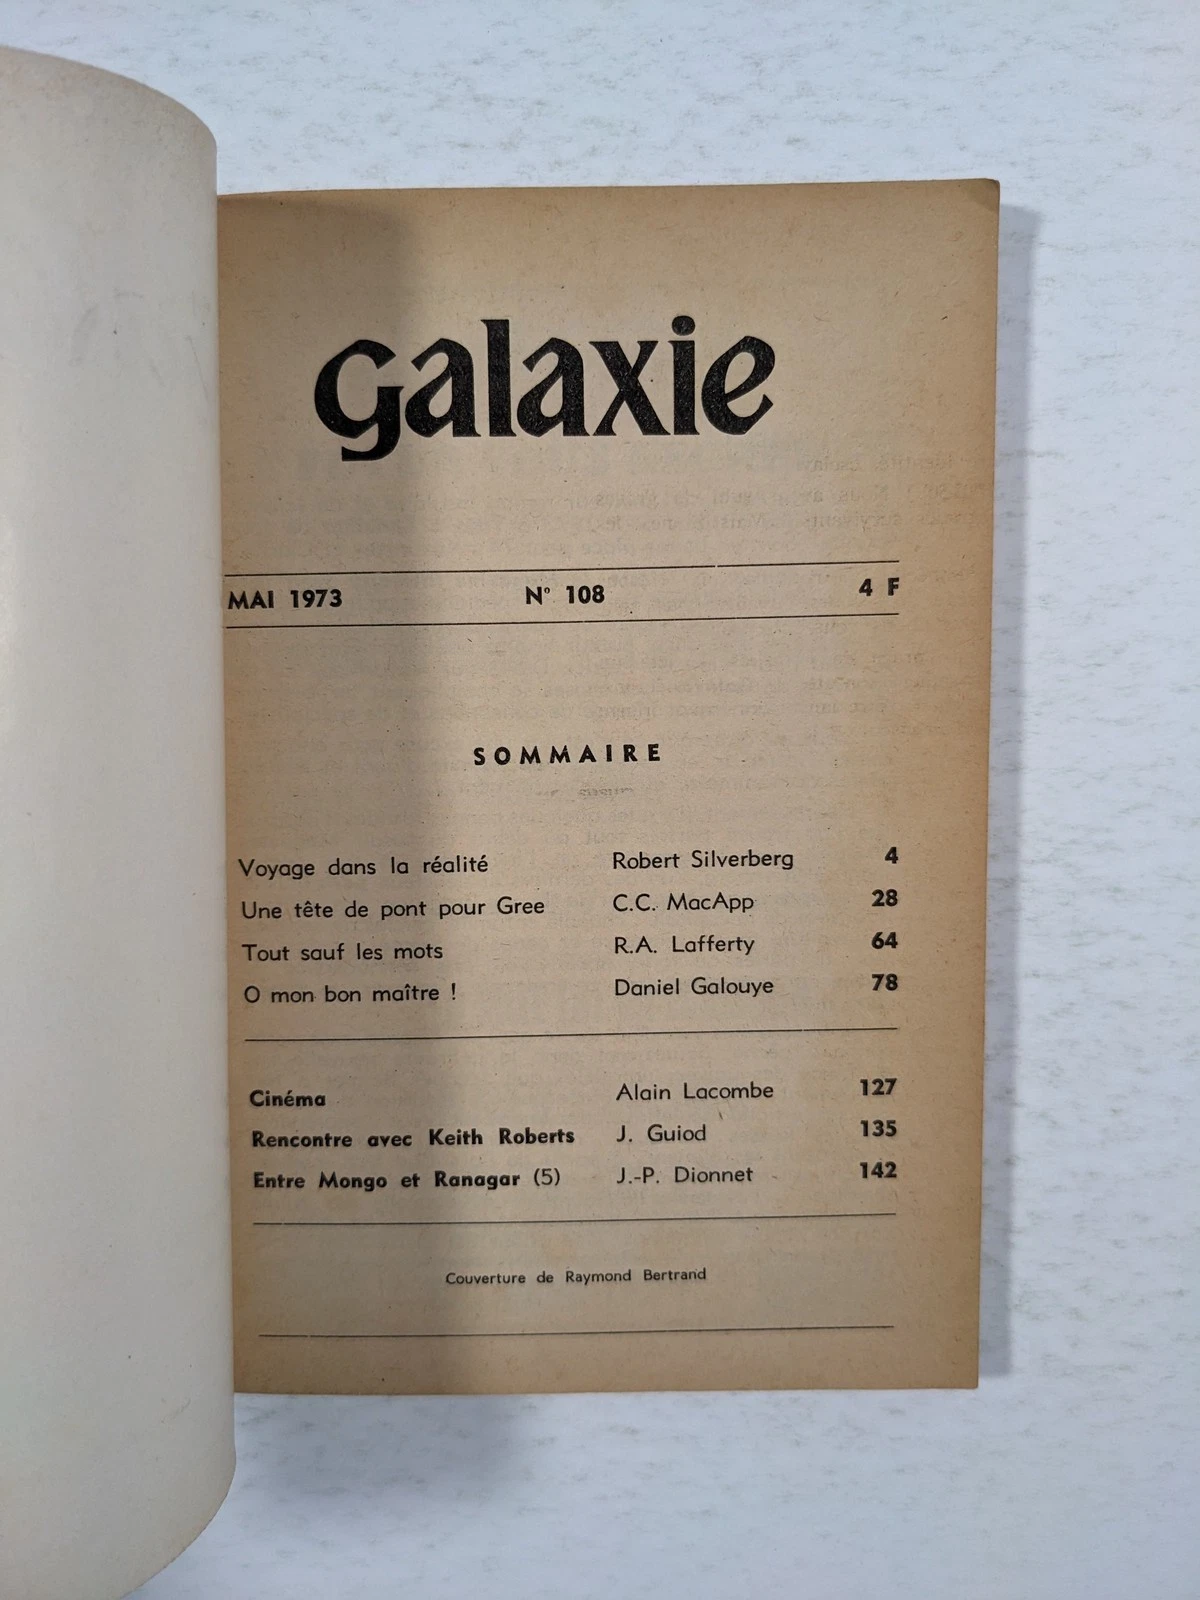 Galaxie
MAI 1973 N° 108 4 F
SOMMAIRE
Voyage dans la réalité Robert Silverberg 4
Une tête de pont pour Gree C.C. MacApp 28
Tout sauf les mots R.A. Lafferty 64
O mon bon maître ! Daniel Galouye 78
Cinéma Alain Lacombe 127
Rencontre avec Keith Roberts J. Guiod 135
Entre Mongo et Ranagar (5) J.-P. Dionnet 142
Couverture de Raymond Bertrand